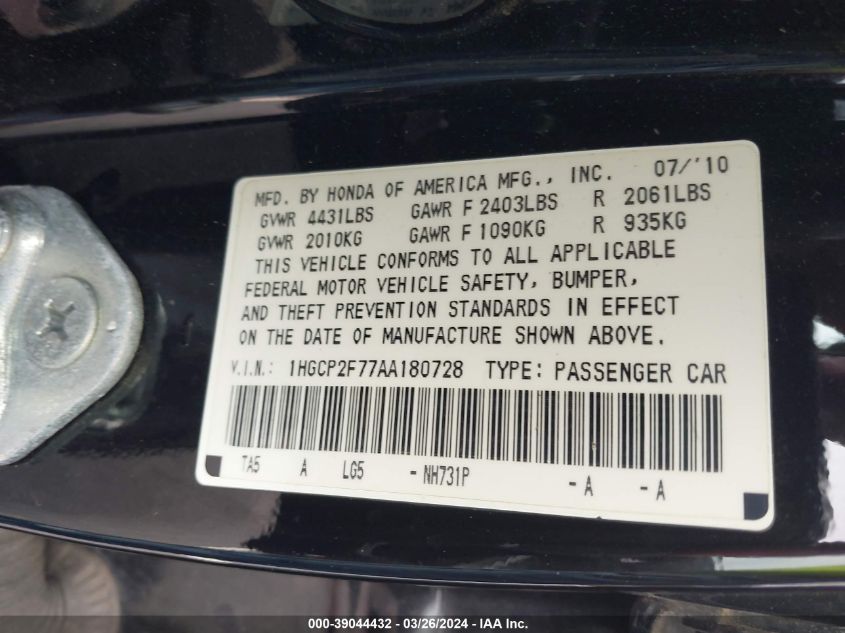 MFD. BY HONDA OF AMERICA MFG., INC. 07/'10
GVWR 4431LBS GAWR F 2403LBS R 2061LBS
GVWR 2010KG GAWR F 1090KG R 935KG
THIS VEHICLE CONFORMS TO ALL APPLICABLE
FEDERAL MOTOR VEHICLE SAFETY, BUMPER,
AND THEFT PREVENTION STANDARDS IN EFFECT
ON THE DATE OF MANUFACTURE SHOWN ABOVE.
V.I.N.: 1HGCP2F77AA180728 TYPE: PASSENGER CAR
TA5 A LG5 - NH731P - A - A
000-39044432 - 03/26/2024 - IAA Inc.